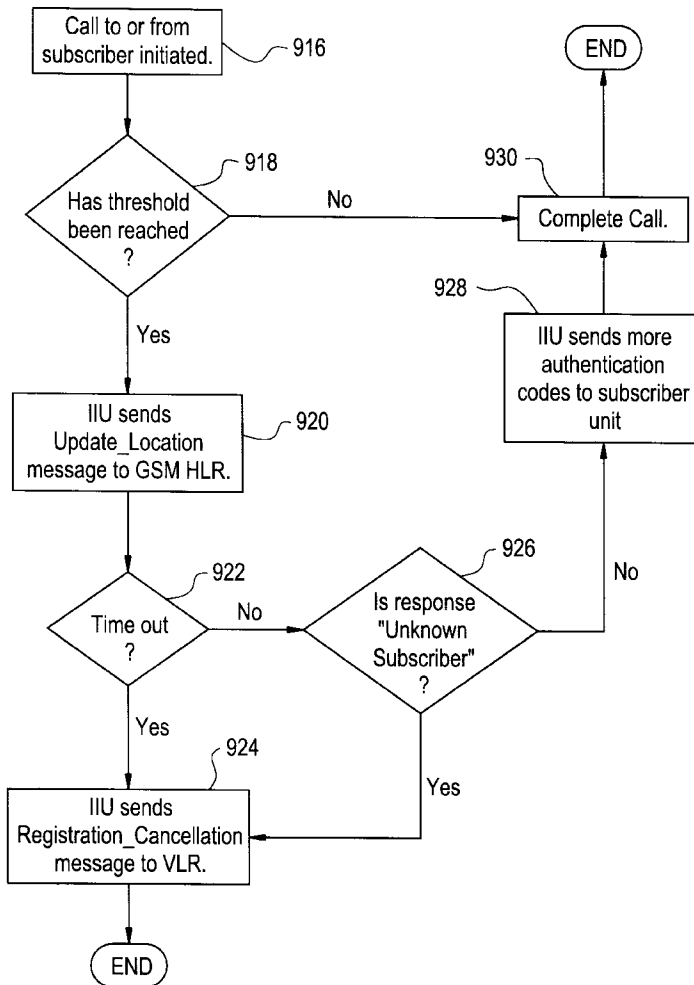 Call to or from
subscriber initiated.
916
END
918
Has threshold
been reached
?
No
930
Complete Call.
Yes
928
IIU sends more
authentication
codes to subscriber
unit
IIU sends
Update_Location
message to GSM HLR.
920
922
Time out
?
No
926
Is response
"Unknown
Subscriber"
?
No
Yes
Yes
924
IIU sends
Registration_Cancellation
message to VLR.
END